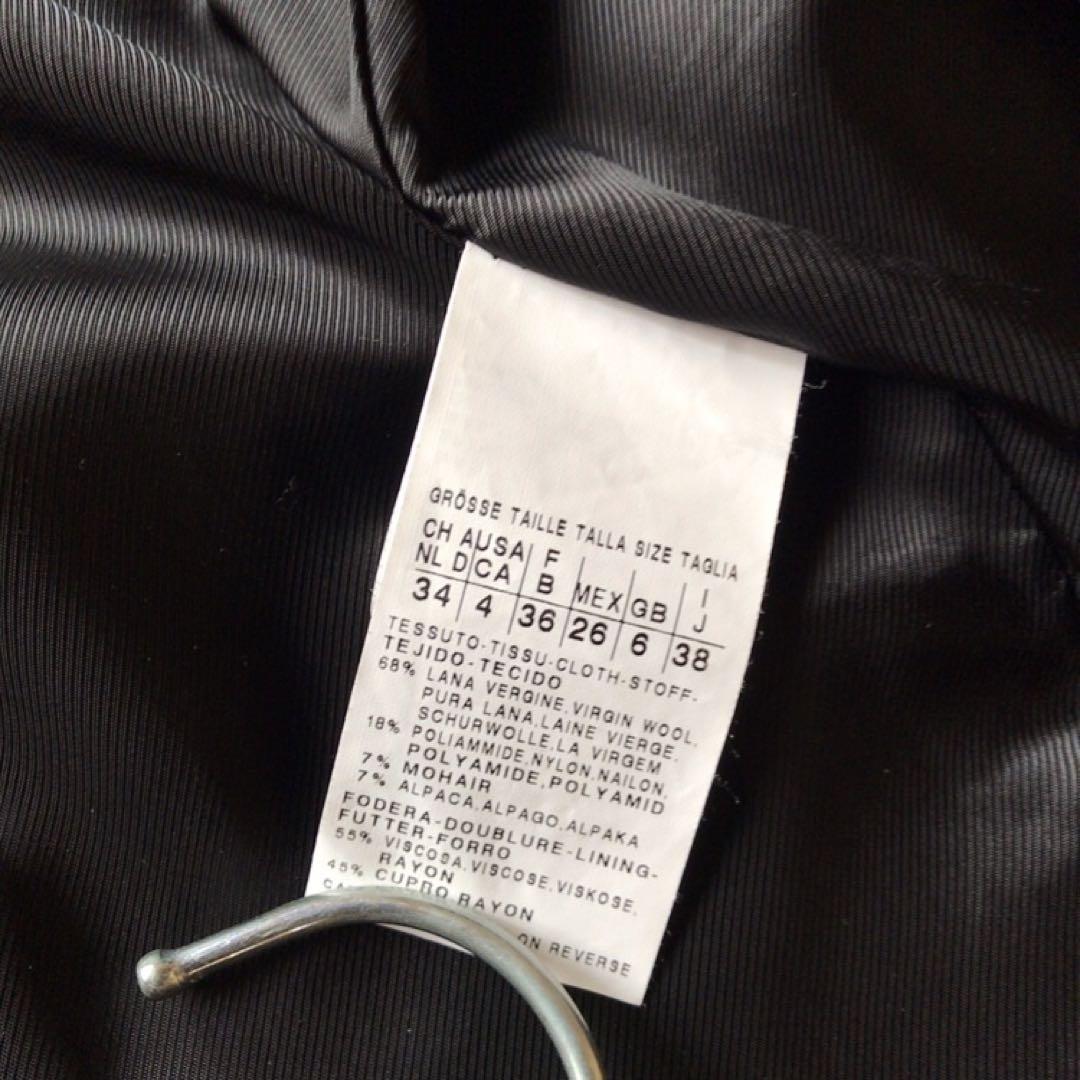 GRÖSSE TAILLE TALLA SIZE TAGLIA
CH A USA F I
NL D CA B MEX GB J
34 4 36 26 6 38
TESSUTO-TISSU-CLOTH-STOFF-
TEJIDO-TECIDO
68% LANA VERGINE,VIRGIN WOOL,
PURA LANA,LAINE VIERGE,
SCHURWOLLE,LA VIRGEM
18% POLIAMMIDE,NYLON,NAILON,
POLYAMIDE,POLYAMID
7% MOHAIR
7% ALPACA,ALPAGO,ALPAKA
FODERA-DOUBLURE-LINING-
FUTTER-FORRO
55% VISCOSA,VISCOSE,VISKOSE,
RAYON
45% CUPRO RAYON
ON REVERSE